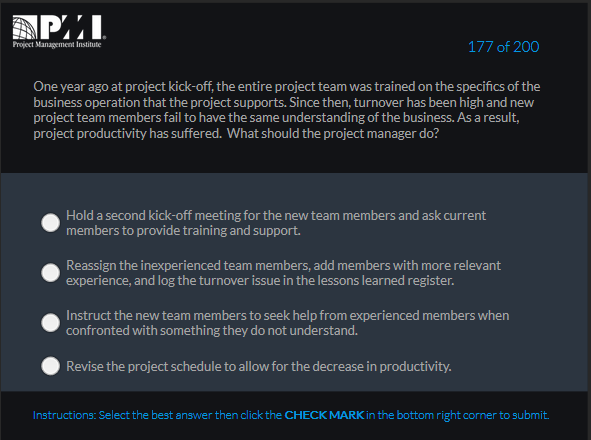 PMI
Project Management Institute
177 of 200
One year ago at project kick-off, the entire project team was trained on the specifics of the
business operation that the project supports. Since then, turnover has been high and new
project team members fail to have the same understanding of the business. As a result,
project productivity has suffered.  What should the project manager do?
Hold a second kick-off meeting for the new team members and ask current
members to provide training and support.
Reassign the inexperienced team members, add members with more relevant
experience, and log the turnover issue in the lessons learned register.
Instruct the new team members to seek help from experienced members when
confronted with something they do not understand.
Revise the project schedule to allow for the decrease in productivity.
Instructions: Select the best answer then click the CHECK MARK in the bottom right corner to submit.